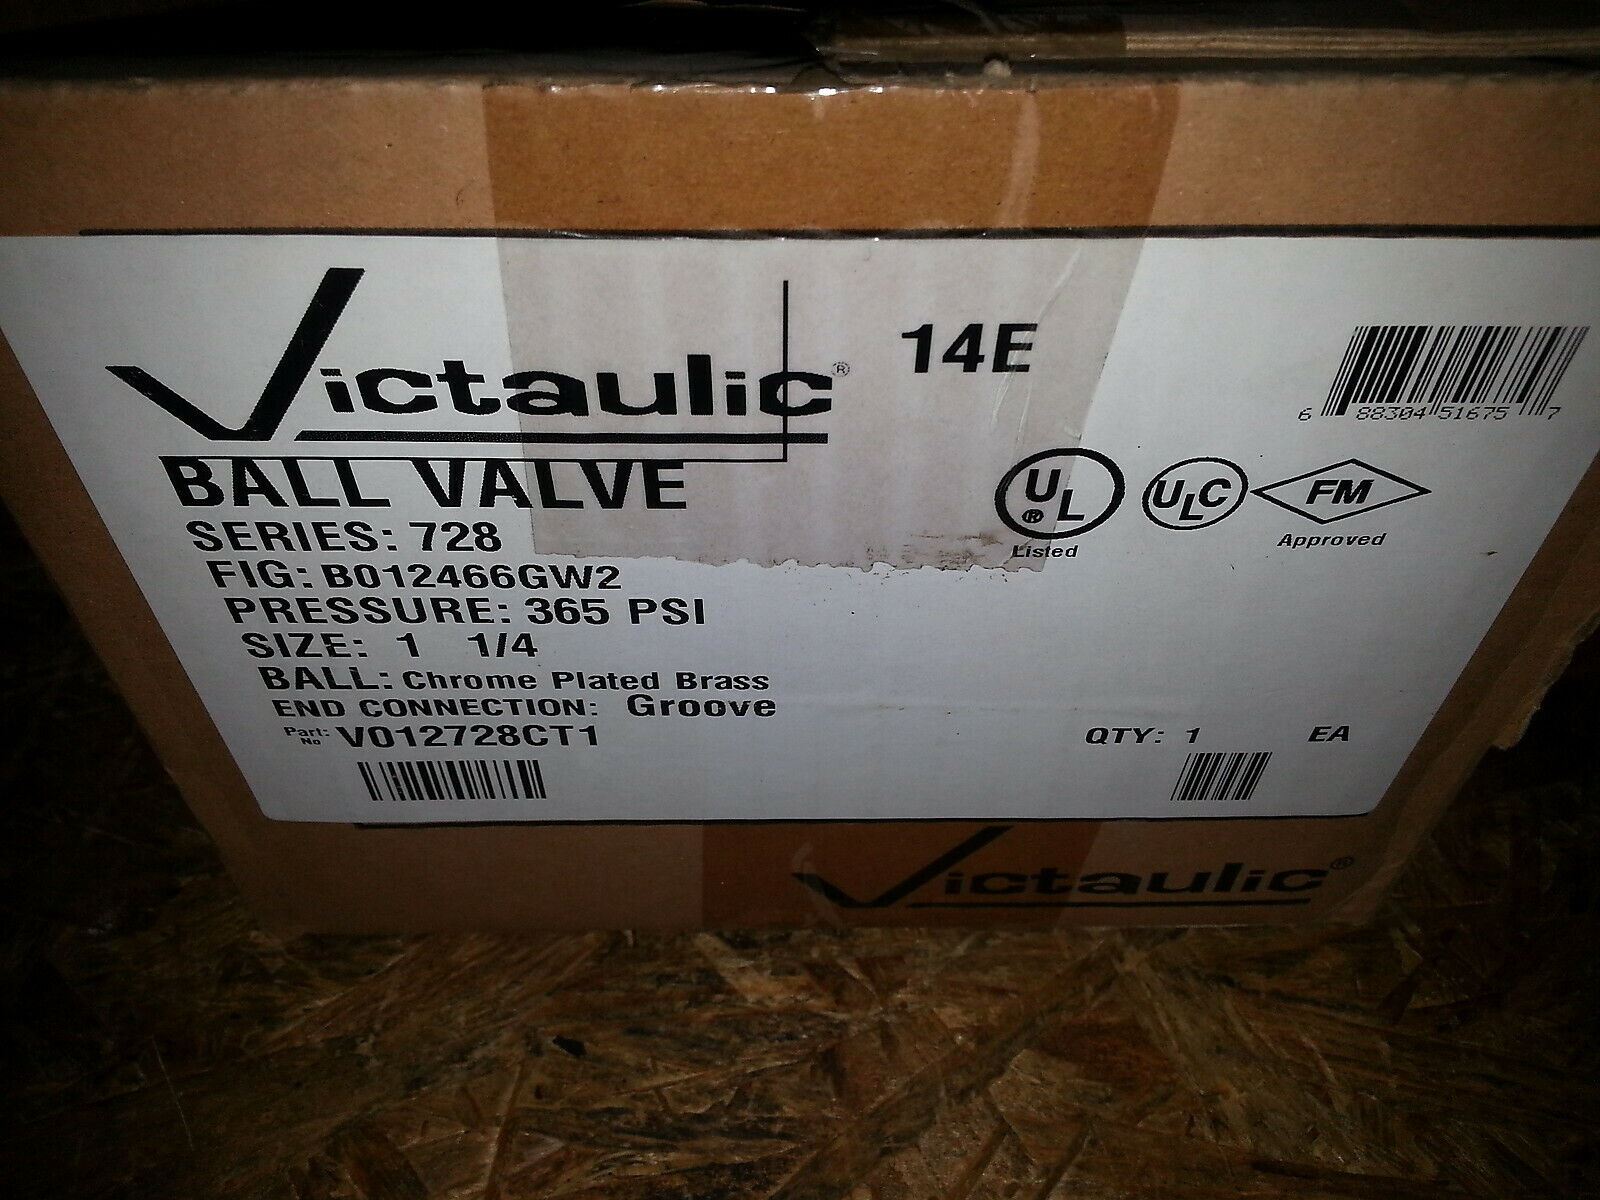 Victaulic®
14E
6 88304 51675 7
BALL VALVE
UL® Listed
ULC
FM Approved
SERIES: 728
FIG: B012466GW2
PRESSURE: 365 PSI
SIZE: 1 1/4
BALL: Chrome Plated Brass
END CONNECTION: Groove
Part: No V012728CT1
QTY: 1 EA
Victaulic®